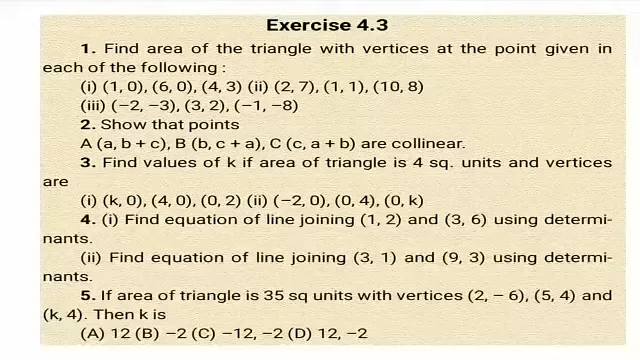 Exercise 4.3
1. Find area of the triangle with vertices at the point given in
each of the following :
(i) (1, 0), (6, 0), (4, 3) (ii) (2, 7), (1, 1), (10, 8)
(iii) (−2, −3), (3, 2), (−1, −8)
2. Show that points
A (a, b + c), B (b, c + a), C (c, a + b) are collinear.
3. Find values of k if area of triangle is 4 sq. units and vertices
are
(i) (k, 0), (4, 0), (0, 2) (ii) (−2, 0), (0, 4), (0, k)
4. (i) Find equation of line joining (1, 2) and (3, 6) using determi-
nants.
(ii) Find equation of line joining (3, 1) and (9, 3) using determi-
nants.
5. If area of triangle is 35 sq units with vertices (2, − 6), (5, 4) and
(k, 4). Then k is
(A) 12 (B) −2 (C) −12, −2 (D) 12, −2